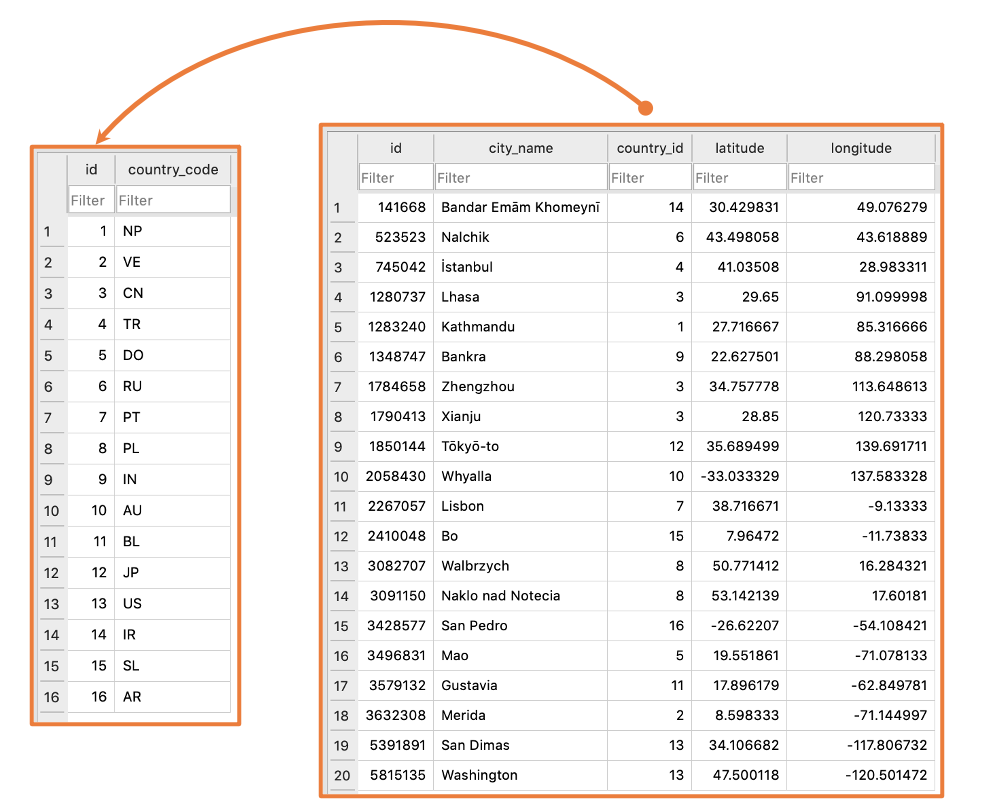 id country_code
Filter Filter
1 1 NP
2 2 VE
3 3 CN
4 4 TR
5 5 DO
6 6 RU
7 7 PT
8 8 PL
9 9 IN
10 10 AU
11 11 BL
12 12 JP
13 13 US
14 14 IR
15 15 SL
16 16 AR
id city_name country_id latitude longitude
Filter Filter Filter Filter Filter
1 141668 Bandar Emām Khomeynī 14 30.429831 49.076279
2 523523 Nalchik 6 43.498058 43.618889
3 745042 İstanbul 4 41.03508 28.983311
4 1280737 Lhasa 3 29.65 91.099998
5 1283240 Kathmandu 1 27.716667 85.316666
6 1348747 Bankra 9 22.627501 88.298058
7 1784658 Zhengzhou 3 34.757778 113.648613
8 1790413 Xianju 3 28.85 120.73333
9 1850144 Tōkyō-to 12 35.689499 139.691711
10 2058430 Whyalla 10 -33.033329 137.583328
11 2267057 Lisbon 7 38.716671 -9.13333
12 2410048 Bo 15 7.96472 -11.73833
13 3082707 Walbrzych 8 50.771412 16.284321
14 3091150 Naklo nad Notecia 8 53.142139 17.60181
15 3428577 San Pedro 16 -26.62207 -54.108421
16 3496831 Mao 5 19.551861 -71.078133
17 3579132 Gustavia 11 17.896179 -62.849781
18 3632308 Merida 2 8.598333 -71.144997
19 5391891 San Dimas 13 34.106682 -117.806732
20 5815135 Washington 13 47.500118 -120.501472